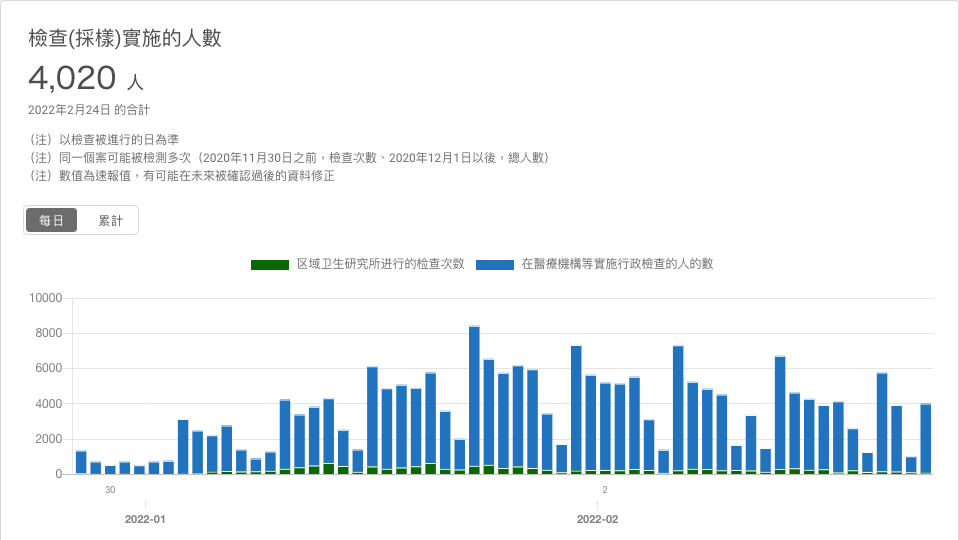 檢查(採樣)實施的人數
4,020 人
2022年2月24日 的合計
（注）以檢查被進行的日為準
（注）同一個案可能被檢測多次（2020年11月30日之前，檢查次數、2020年12月1日以後，總人數）
（注）數值為速報值，有可能在未來被確認過後的資料修正
每日 累計
区域卫生研究所进行的检查次数 在醫療機構等實施行政檢查的人的數
10000
8000
6000
4000
2000
0
30 2
2022-01 2022-02